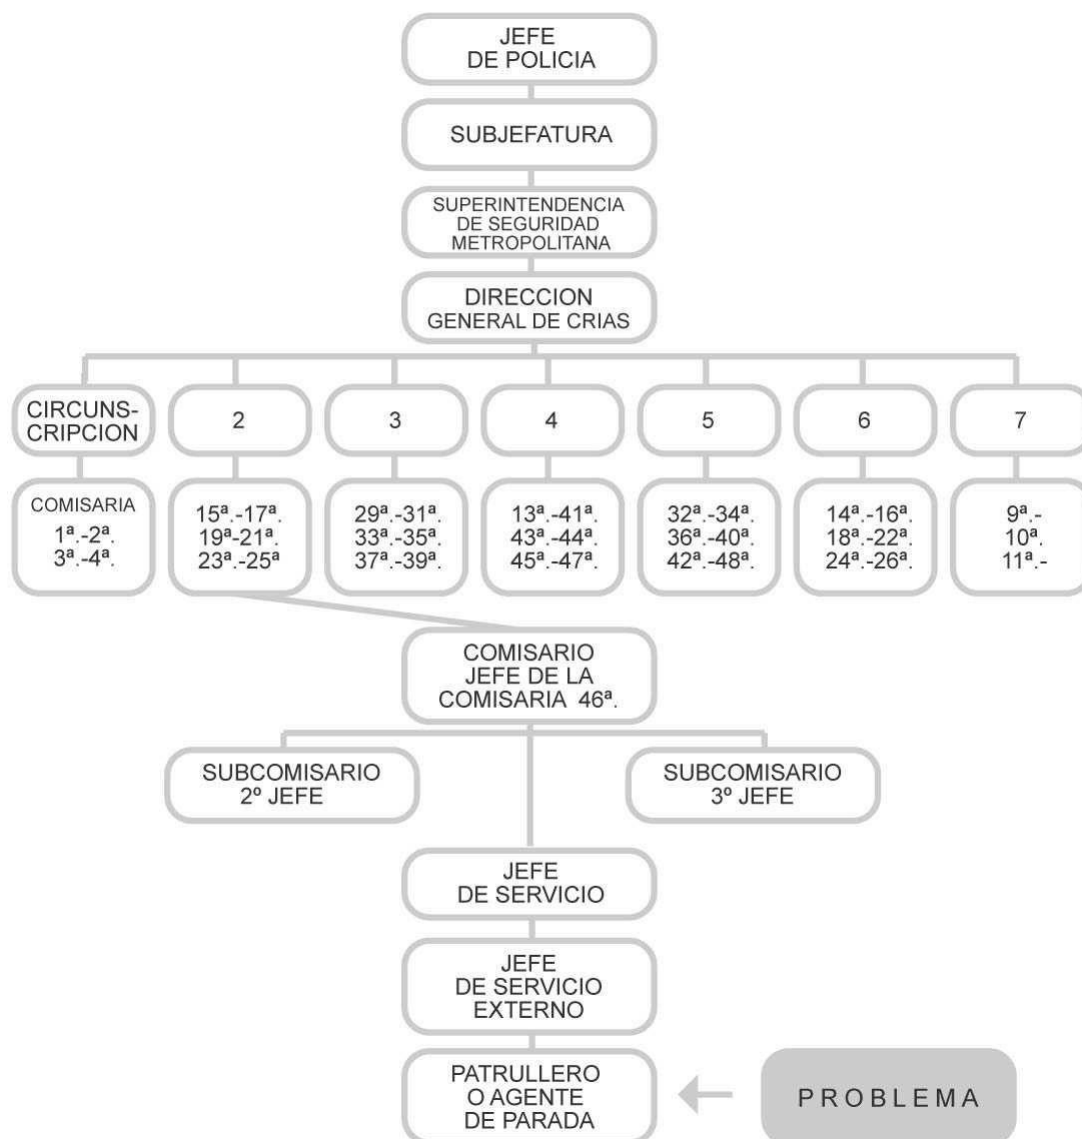 JEFE
DE POLICIA
SUBJEFATURA
SUPERINTENDENCIA
DE SEGURIDAD
METROPOLITANA
DIRECCION
GENERAL DE CRIAS
CIRCUNS-
CRIPCION
2
3
4
5
6
7
COMISARIA
1ª.-2ª.
3ª.-4ª.
15ª.-17ª.
19ª-21ª.
23ª.-25ª
29ª.-31ª.
33ª.-35ª.
37ª.-39ª.
13ª.-41ª.
43ª.-44ª.
45ª.-47ª.
32ª.-34ª.
36ª.-40ª.
42ª.-48ª.
14ª.-16ª.
18ª.-22ª.
24ª.-26ª.
9ª.-
10ª.
11ª.-
COMISARIO
JEFE DE LA
COMISARIA 46ª.
SUBCOMISARIO
2º JEFE
SUBCOMISARIO
3º JEFE
JEFE
DE SERVICIO
JEFE
DE SERVICIO
EXTERNO
PATRULLERO
O AGENTE
DE PARADA
PROBLEMA